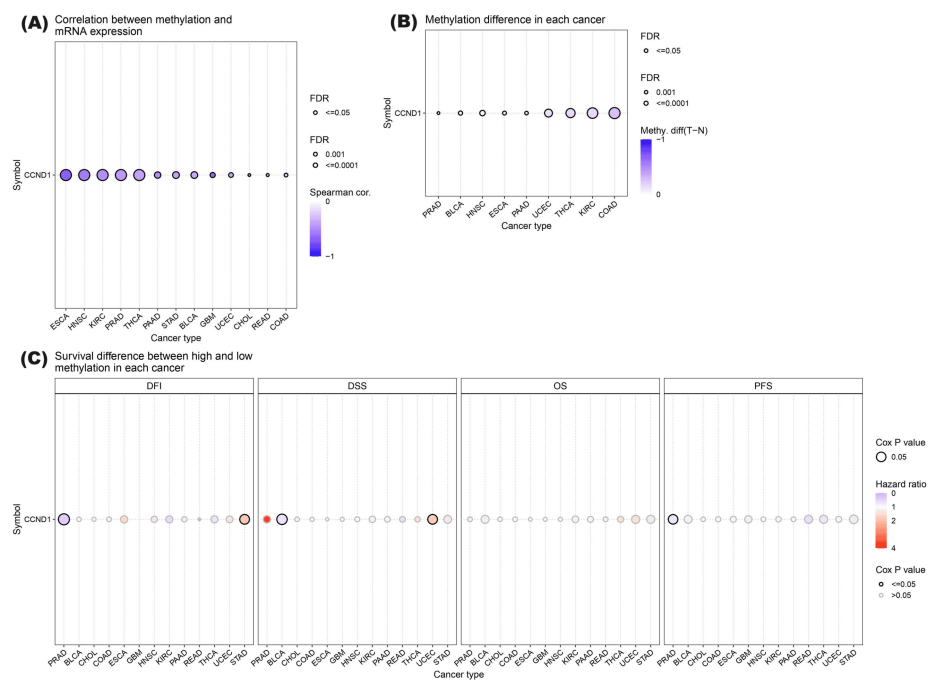 (A) Correlation between methylation and
mRNA expression
Symbol
CCND1
ESCA HNSC KIRC PRAD THCA PAAD STAD BLCA GBM UCEC CHOL READ COAD
Cancer type
FDR
<=0.05
FDR
0.001
<=0.0001
Spearman cor.
0
−1
(B) Methylation difference in each cancer
Symbol
CCND1
PRAD BLCA HNSC ESCA PAAD UCEC THCA KIRC COAD
Cancer type
FDR
<=0.05
FDR
0.001
<=0.0001
Methy. diff(T−N)
−1
0
(C) Survival difference between high and low
methylation in each cancer
DFI DSS OS PFS
Symbol
CCND1
PRAD BLCA CHOL COAD ESCA GBM HNSC KIRC PAAD READ THCA UCEC STAD PRAD BLCA CHOL COAD ESCA GBM HNSC KIRC PAAD READ THCA UCEC STAD PRAD BLCA CHOL COAD ESCA GBM HNSC KIRC PAAD READ THCA UCEC STAD PRAD BLCA CHOL COAD ESCA GBM HNSC KIRC PAAD READ THCA UCEC STAD
Cancer type
Cox P value
0.05
Hazard ratio
0
1
2
4
Cox P value
<=0.05
>0.05